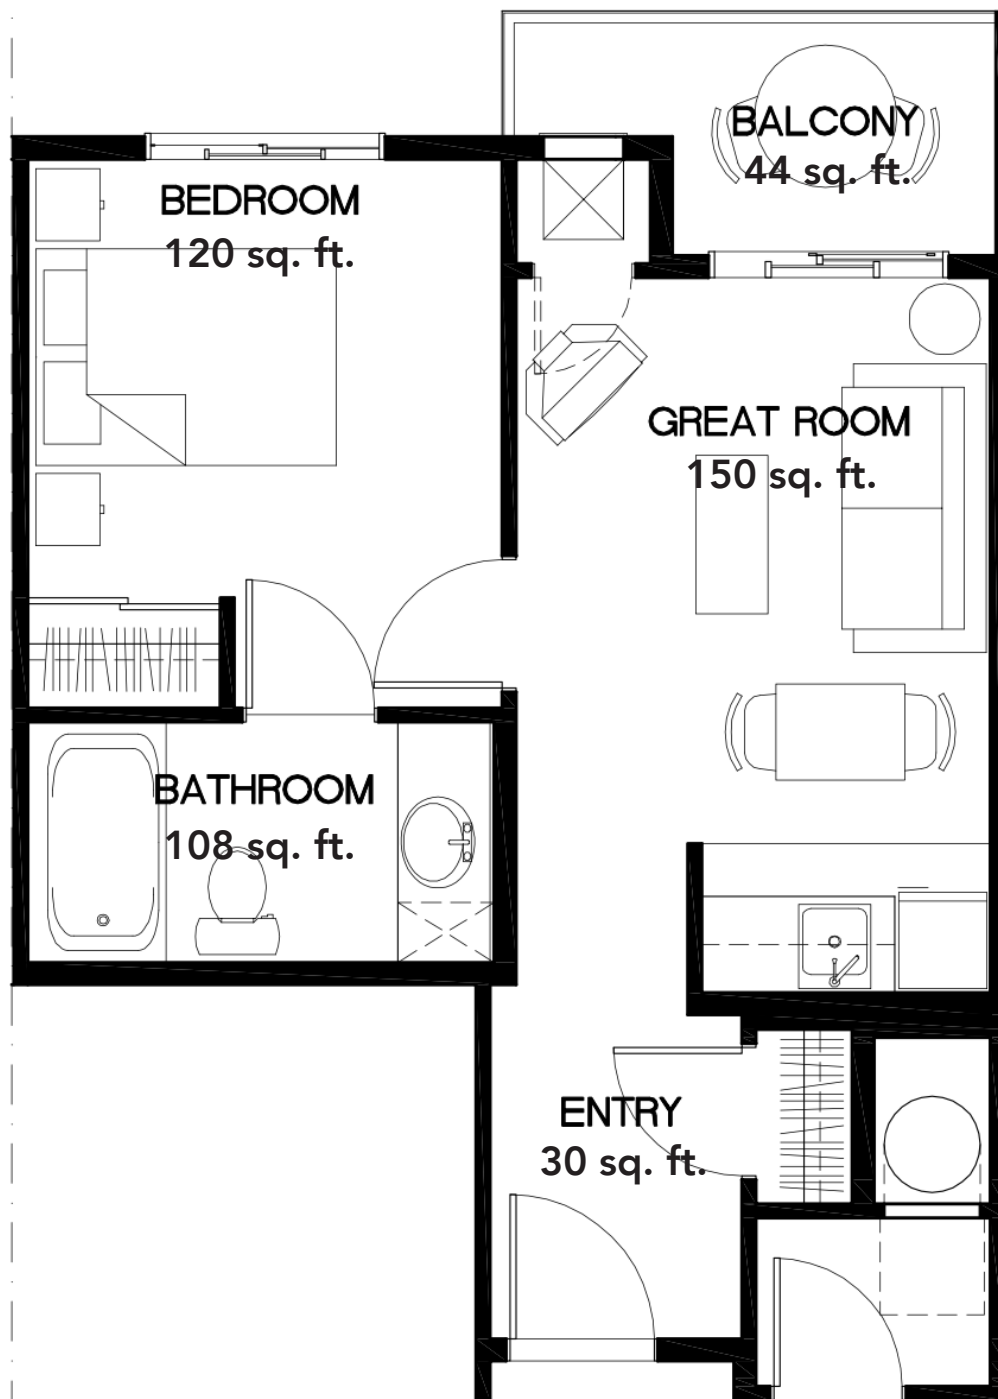 BALCONY
44 sq. ft.
BEDROOM
120 sq. ft.
GREAT ROOM
150 sq. ft.
BATHROOM
108 sq. ft.
ENTRY
30 sq. ft.